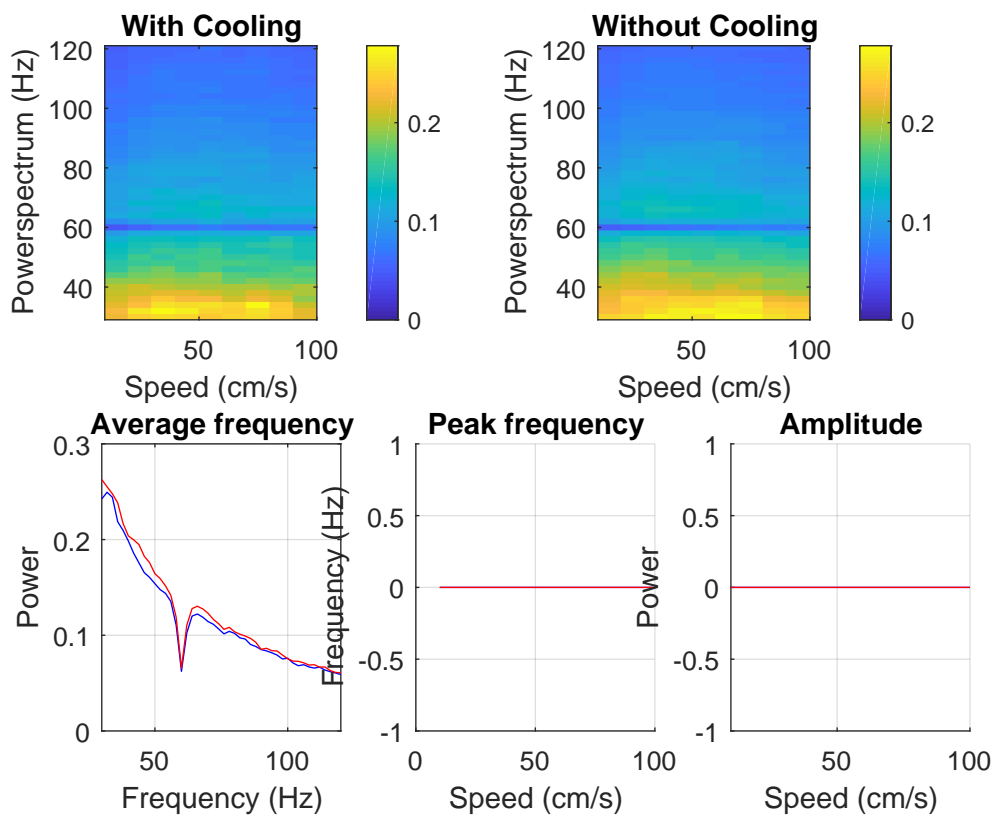 With Cooling
Powerspectrum (Hz)
120
100
80
60
40
50
100
Speed (cm/s)
0.2
0.1
0
Without Cooling
Powerspectrum (Hz)
120
100
80
60
40
50
100
Speed (cm/s)
0.2
0.1
0
Average frequency
Power
0.3
0.2
0.1
0
50
100
Frequency (Hz)
Peak frequency
Frequency (Hz)
1
0.5
0
-0.5
-1
0
50
100
Speed (cm/s)
Amplitude
Power
1
0.5
0
-0.5
-1
50
100
Speed (cm/s)